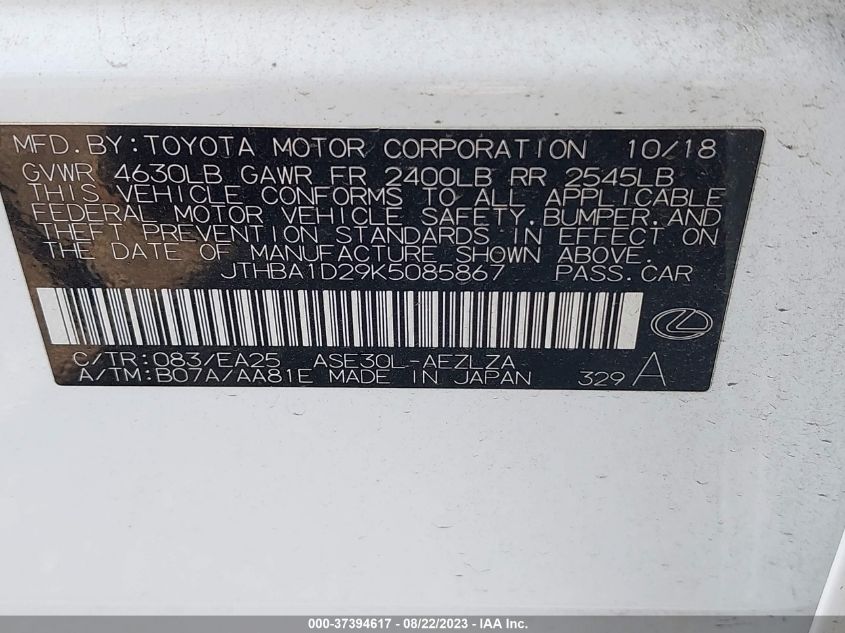 MFD. BY: TOYOTA MOTOR CORPORATION 10/18
GVWR 4630LB GAWR FR 2400LB RR 2545LB
THIS VEHICLE CONFORMS TO ALL APPLICABLE
FEDERAL MOTOR VEHICLE SAFETY, BUMPER, AND
THEFT PREVENTION STANDARDS IN EFFECT ON
THE DATE OF MANUFACTURE SHOWN ABOVE.
JTHBA1D29K5085867 PASS. CAR
C/TR: 083/EA25 ASE30L-AEZLZA
A/TM: B07A/AA81E MADE IN JAPAN 329 A
000-37394617 - 08/22/2023 - IAAI.COM